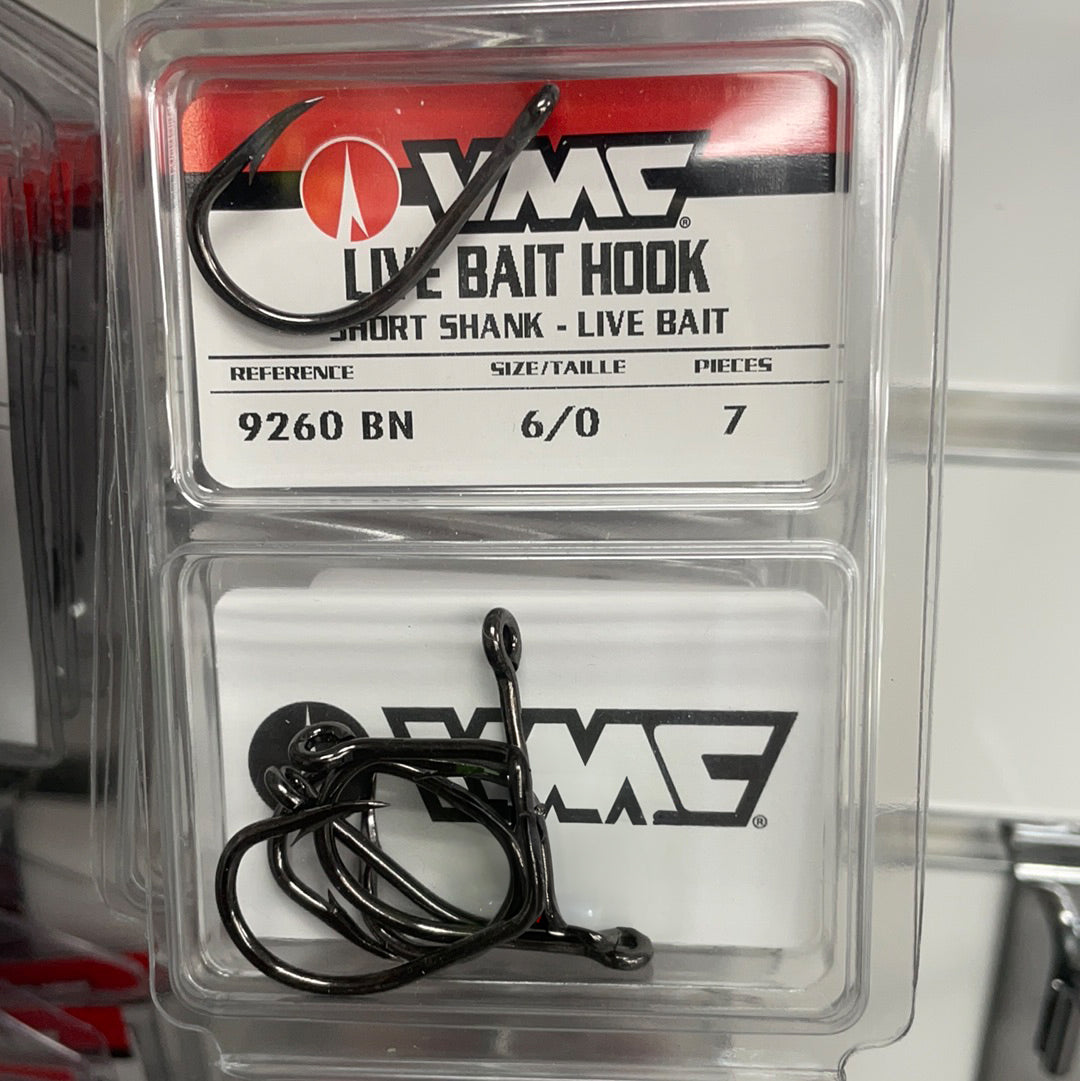 VMC®
LIVE BAIT HOOK
SHORT SHANK - LIVE BAIT
REFERENCE SIZE/TAILLE PIECES
9260 BN 6/0 7
VMC®